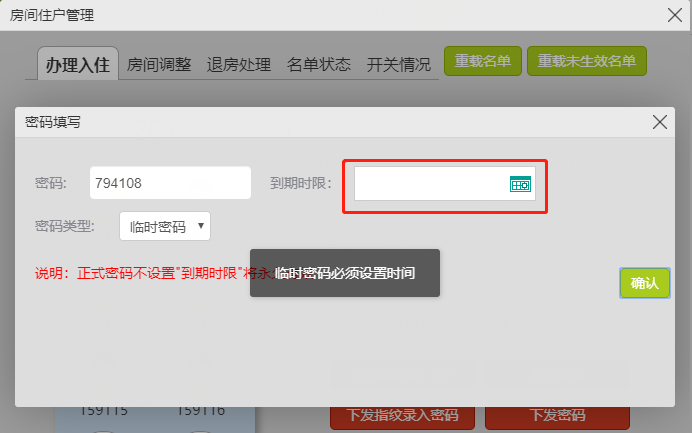 房间住户管理
办理入住 房间调整 退房处理 名单状态 开关情况 重载名单 重载未生效名单
密码填写
密码: 794108 到期时限:
密码类型: 临时密码
说明：正式密码不设置"到期时限"将永
临时密码必须设置时间
确认
159115 159116
下发指纹录入密码 下发密码